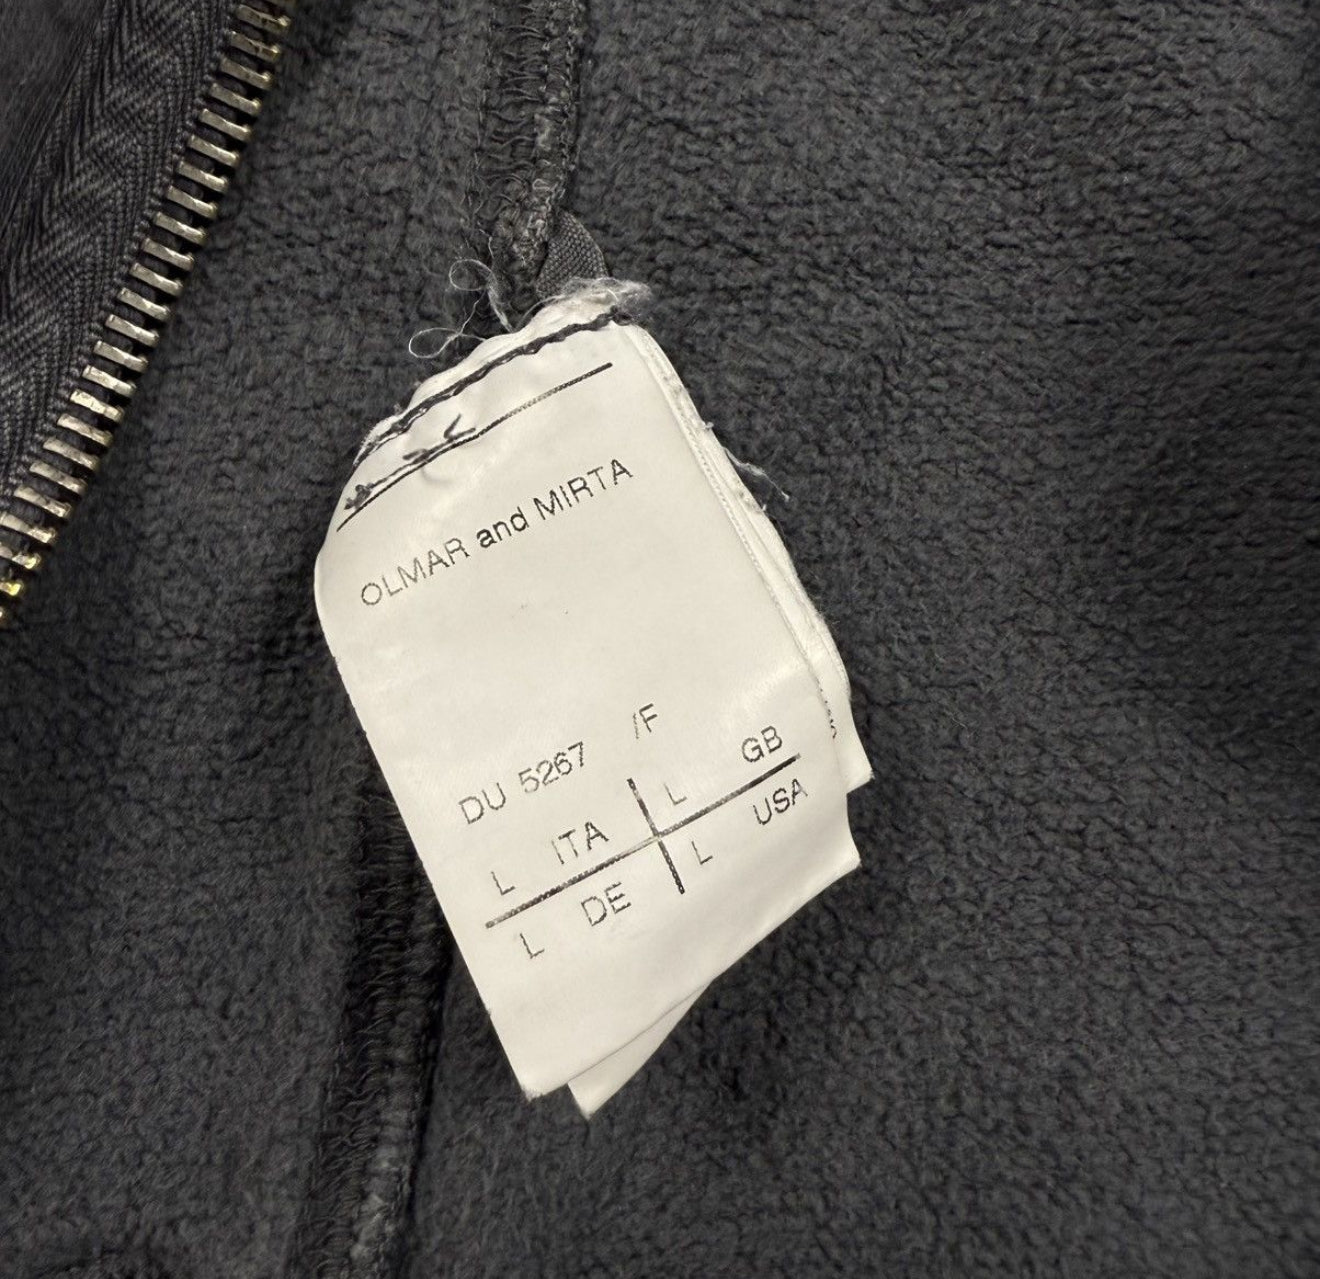 OLMAR and MIRTA
DU 5267 /F
L ITA L GB
L DE L USA